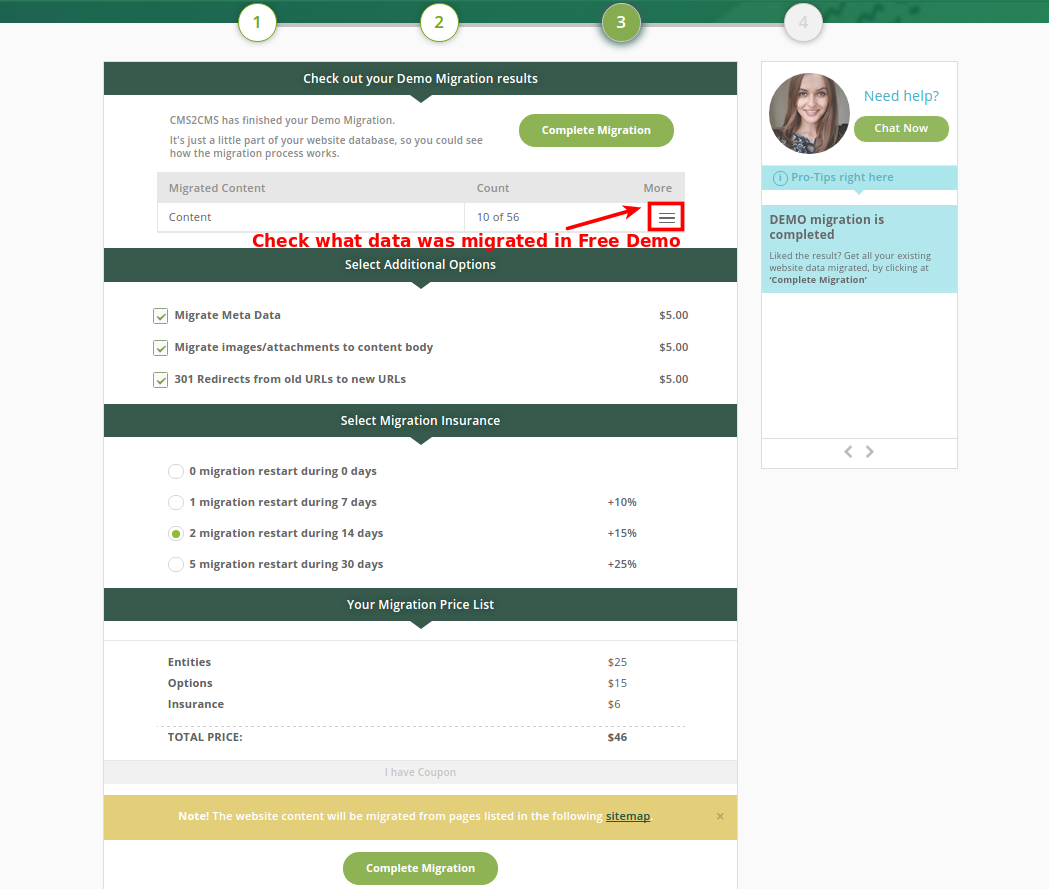 1 2 3 4
Check out your Demo Migration results
CMS2CMS has finished your Demo Migration.
It's just a little part of your website database, so you could see
how the migration process works.
Complete Migration
Migrated Content Count More
Content 10 of 56
Check what data was migrated in Free Demo
Select Additional Options
Migrate Meta Data $5.00
Migrate images/attachments to content body $5.00
301 Redirects from old URLs to new URLs $5.00
Select Migration Insurance
0 migration restart during 0 days
1 migration restart during 7 days +10%
2 migration restart during 14 days +15%
5 migration restart during 30 days +25%
Your Migration Price List
Entities $25
Options $15
Insurance $6
TOTAL PRICE: $46
I have Coupon
Note! The website content will be migrated from pages listed in the following sitemap. ×
Complete Migration
Need help?
Chat Now
i Pro-Tips right here
DEMO migration is
completed
Liked the result? Get all your existing
website data migrated, by clicking at
'Complete Migration'